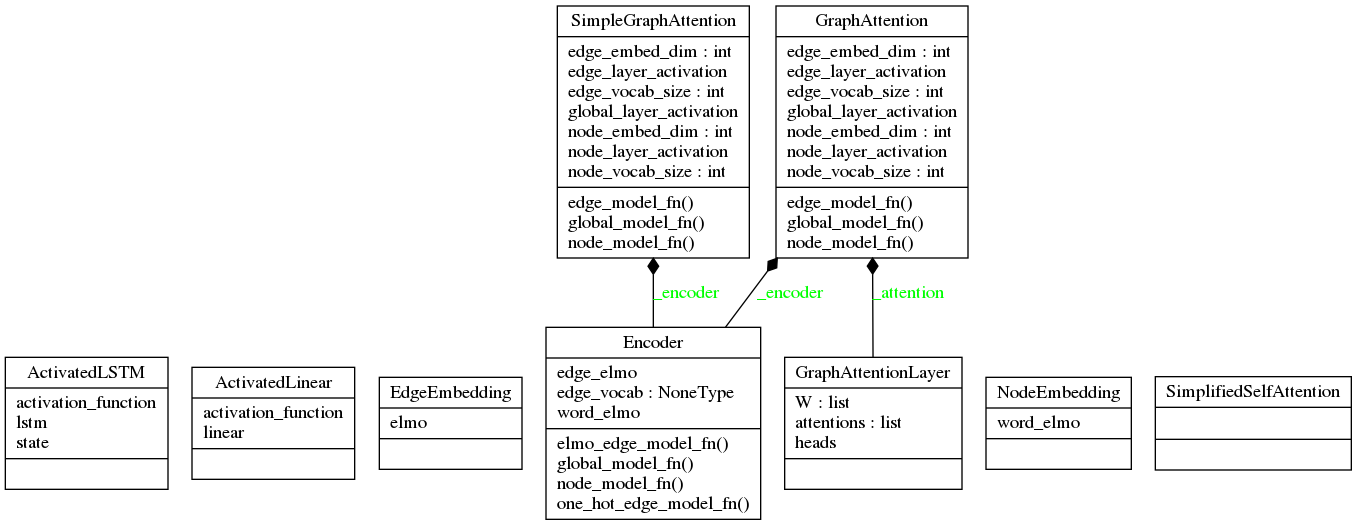 SimpleGraphAttention
edge_embed_dim : int
edge_layer_activation
edge_vocab_size : int
global_layer_activation
node_embed_dim : int
node_layer_activation
node_vocab_size : int
edge_model_fn()
global_model_fn()
node_model_fn()
GraphAttention
edge_embed_dim : int
edge_layer_activation
edge_vocab_size : int
global_layer_activation
node_embed_dim : int
node_layer_activation
node_vocab_size : int
edge_model_fn()
global_model_fn()
node_model_fn()
_encoder
_encoder
_attention
ActivatedLSTM
activation_function
lstm
state
ActivatedLinear
activation_function
linear
EdgeEmbedding
elmo
Encoder
edge_elmo
edge_vocab : NoneType
word_elmo
elmo_edge_model_fn()
global_model_fn()
node_model_fn()
one_hot_edge_model_fn()
GraphAttentionLayer
W : list
attentions : list
heads
NodeEmbedding
word_elmo
SimplifiedSelfAttention